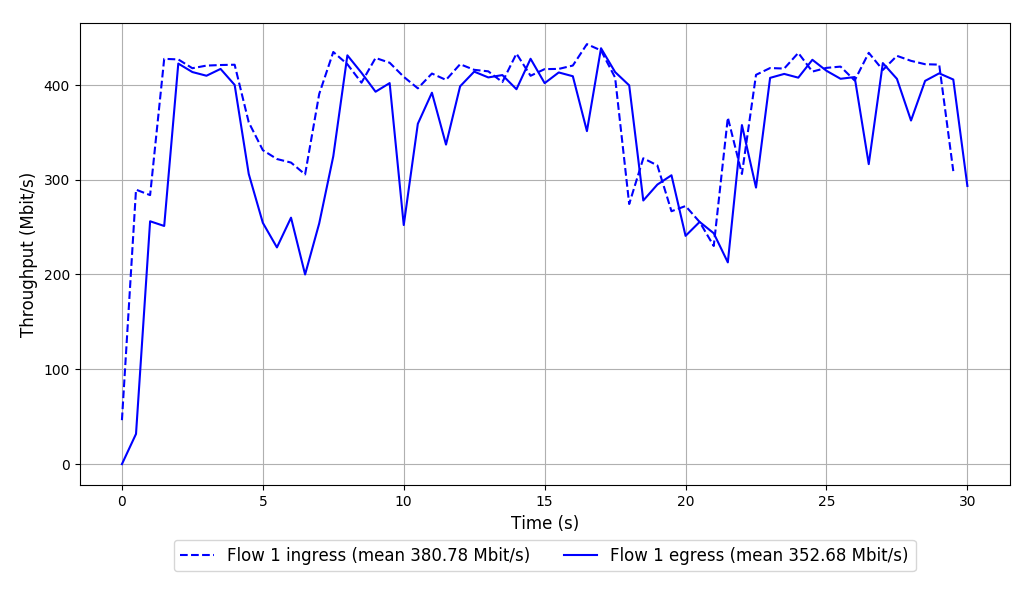 Throughput (Mbit/s)
400
300
200
100
0
0 5 10 15 20 25 30
Time (s)
Flow 1 ingress (mean 380.78 Mbit/s) Flow 1 egress (mean 352.68 Mbit/s)